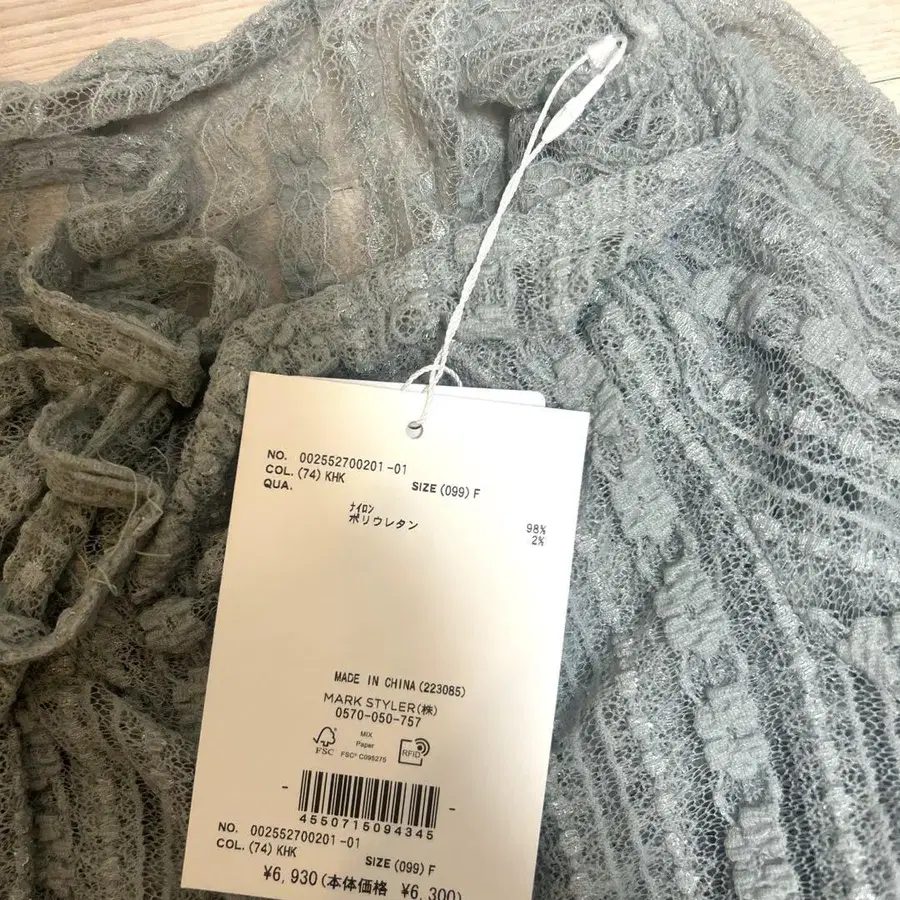 NO. 002552700201-01
COL. (74) KHK SIZE (099) F
QUA.
ナイロン 98%
ポリウレタン 2%
MADE IN CHINA (223085)
MARK STYLER(株)
0570-050-757
FSC
MIX
Paper
FSC® C095275
RFID
4550715094345
NO. 002552700201-01
COL. (74) KHK
SIZE (099) F
¥6,930(本体価格 ¥6,300)